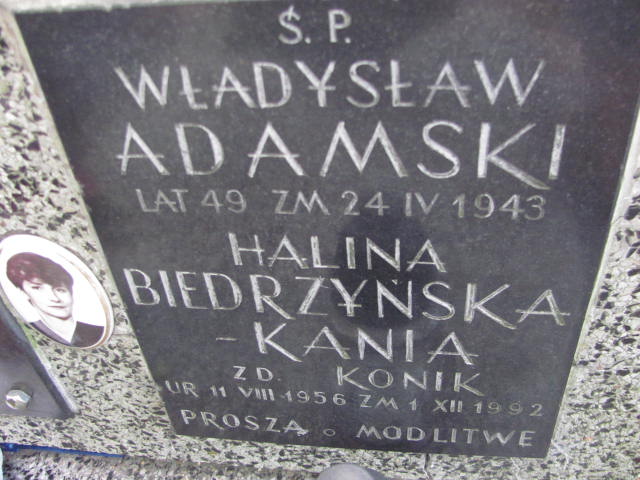 Ś. P.
WŁADYSŁAW
ADAMSKI
LAT 49 ZM 24 IV 1943
HALINA
BIEDRZYŃSKA
-KANIA
ZD. KONIK
UR 11 VIII 1956 ZM 1 XII 1992
PROSZĄ O MODLITWĘ